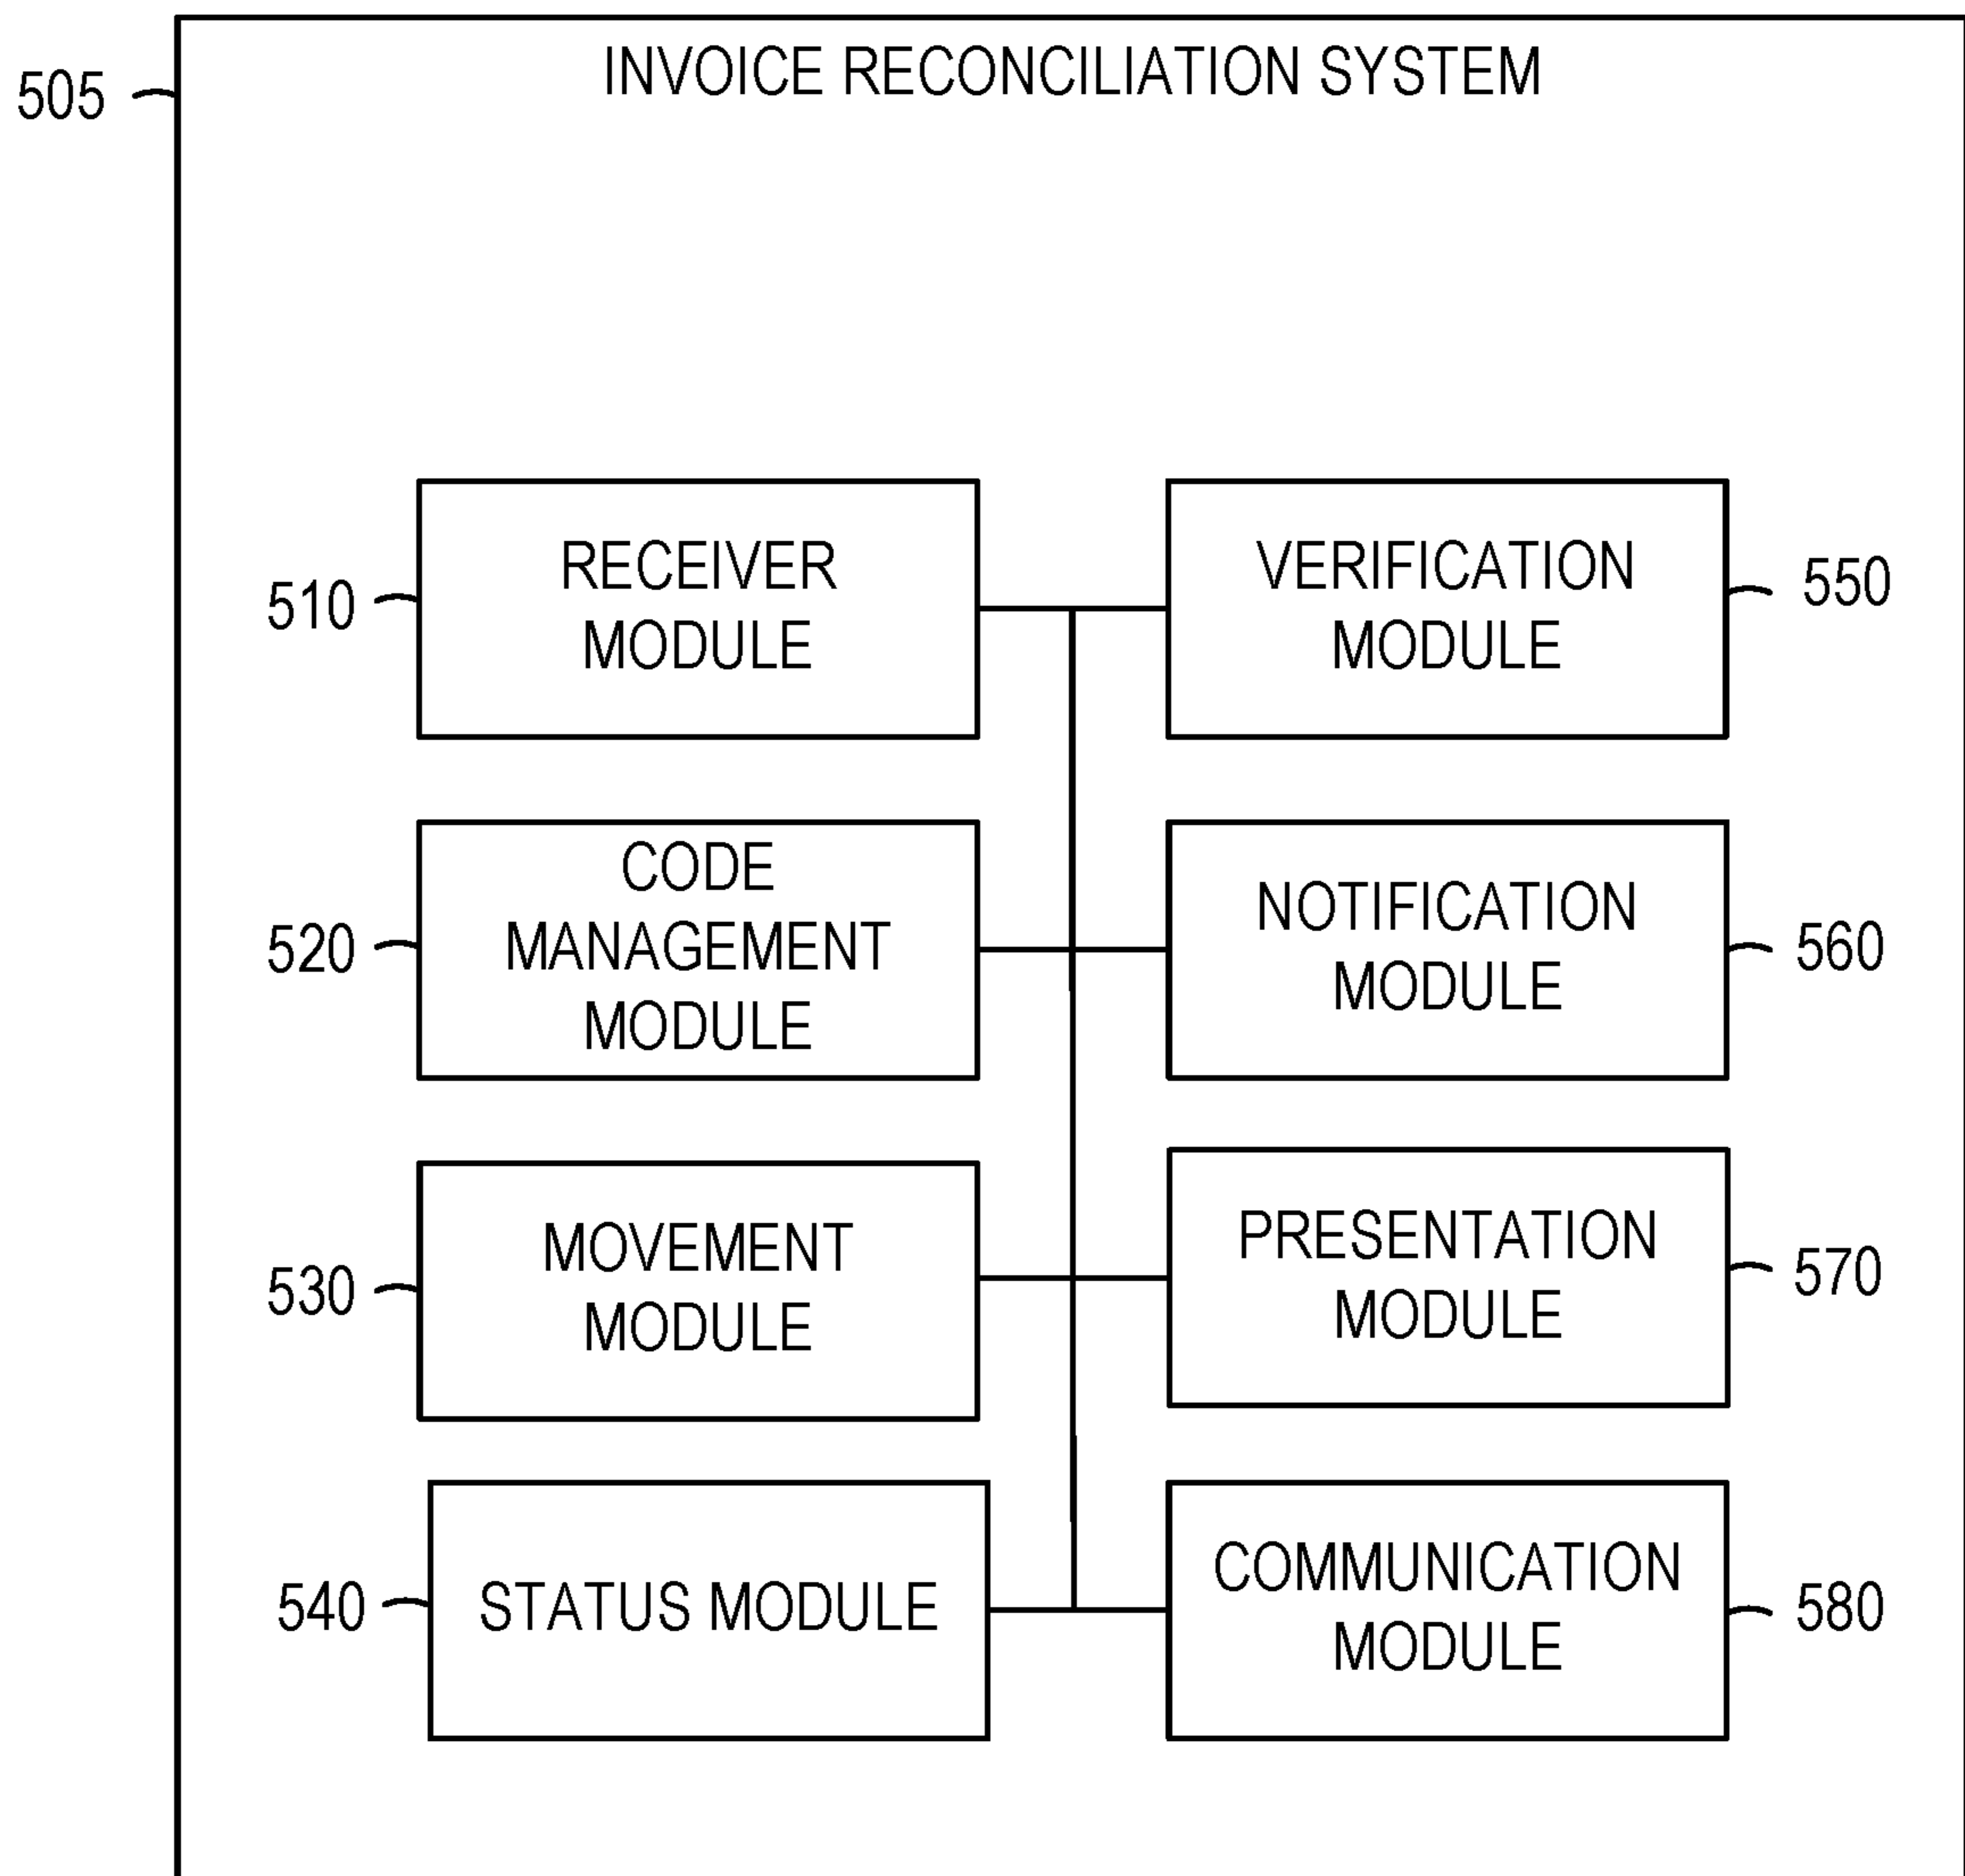 INVOICE RECONCILIATION SYSTEM
505
RECEIVER
MODULE
510
VERIFICATION
MODULE
550
CODE
MANAGEMENT
MODULE
520
NOTIFICATION
MODULE
560
MOVEMENT
MODULE
530
PRESENTATION
MODULE
570
STATUS MODULE
540
COMMUNICATION
MODULE
580